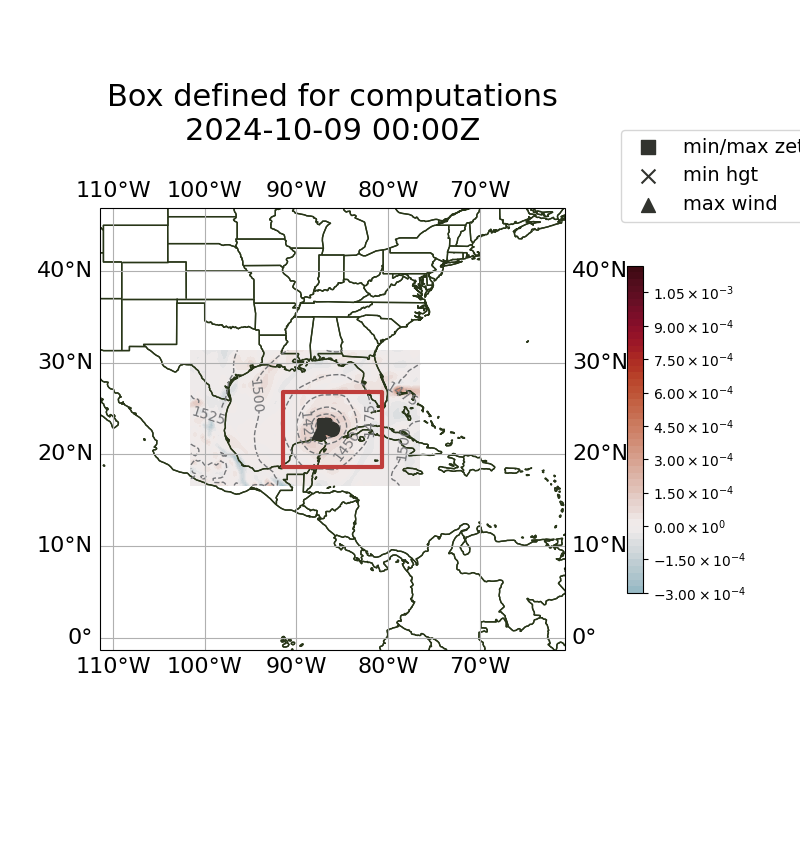 Box defined for computations
2024-10-09 00:00Z
min/max zet
min hgt
max wind
110°W 100°W 90°W 80°W 70°W
40°N 40°N
30°N 30°N
20°N
10°N 10°N
0° 0°
110°W 100°W 90°W 80°W 70°W
1500
1525
1475
1450
1.05 × 10⁻³
9.00 × 10⁻⁴
7.50 × 10⁻⁴
6.00 × 10⁻⁴
4.50 × 10⁻⁴
3.00 × 10⁻⁴
1.50 × 10⁻⁴
0.00 × 10⁰
−1.50 × 10⁻⁴
−3.00 × 10⁻⁴
20°N